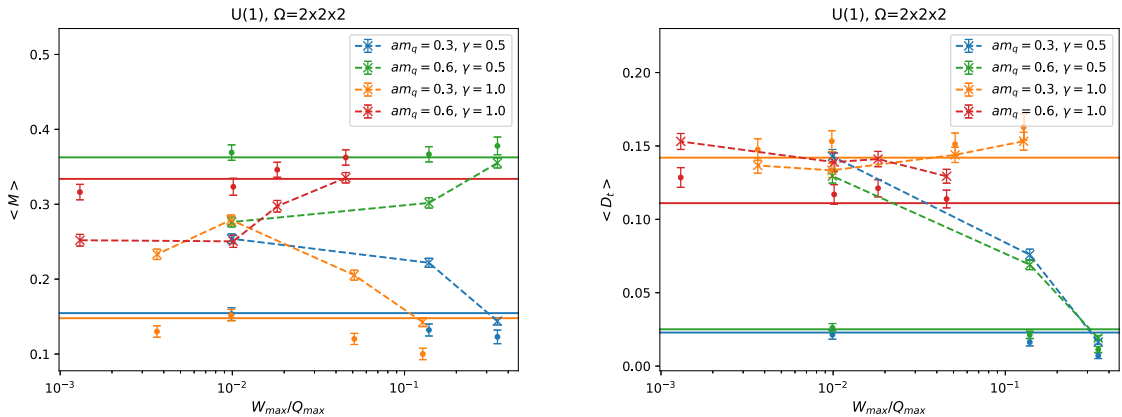 U(1), Ω=2x2x2
0.5
0.4
0.3
0.2
0.1
< M >
am_q = 0.3, γ = 0.5
am_q = 0.6, γ = 0.5
am_q = 0.3, γ = 1.0
am_q = 0.6, γ = 1.0
10⁻³
10⁻²
10⁻¹
W_max/Q_max
U(1), Ω=2x2x2
0.20
0.15
0.10
0.05
0.00
< D_t >
am_q = 0.3, γ = 0.5
am_q = 0.6, γ = 0.5
am_q = 0.3, γ = 1.0
am_q = 0.6, γ = 1.0
10⁻³
10⁻²
10⁻¹
W_max/Q_max